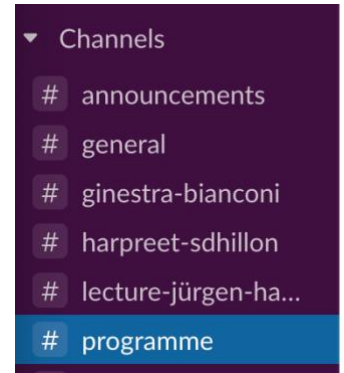 Channels
# announcements
# general
# ginestra-bianconi
# harpreet-sdhillon
# lecture-jürgen-ha...
# programme